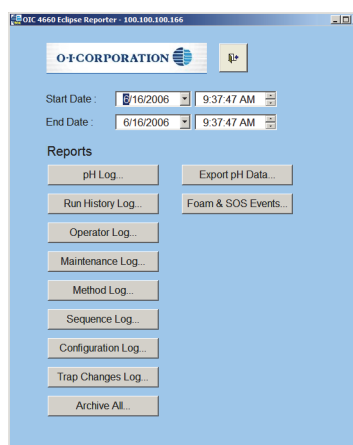 OIC 4660 Eclipse Reporter - 100.100.100.166
O·I·CORPORATION
Start Date : 6/16/2006 9:37:47 AM
End Date : 6/16/2006 9:37:47 AM
Reports
pH Log... Export pH Data...
Run History Log... Foam & SOS Events...
Operator Log...
Maintenance Log...
Method Log...
Sequence Log...
Configuration Log...
Trap Changes Log...
Archive All...